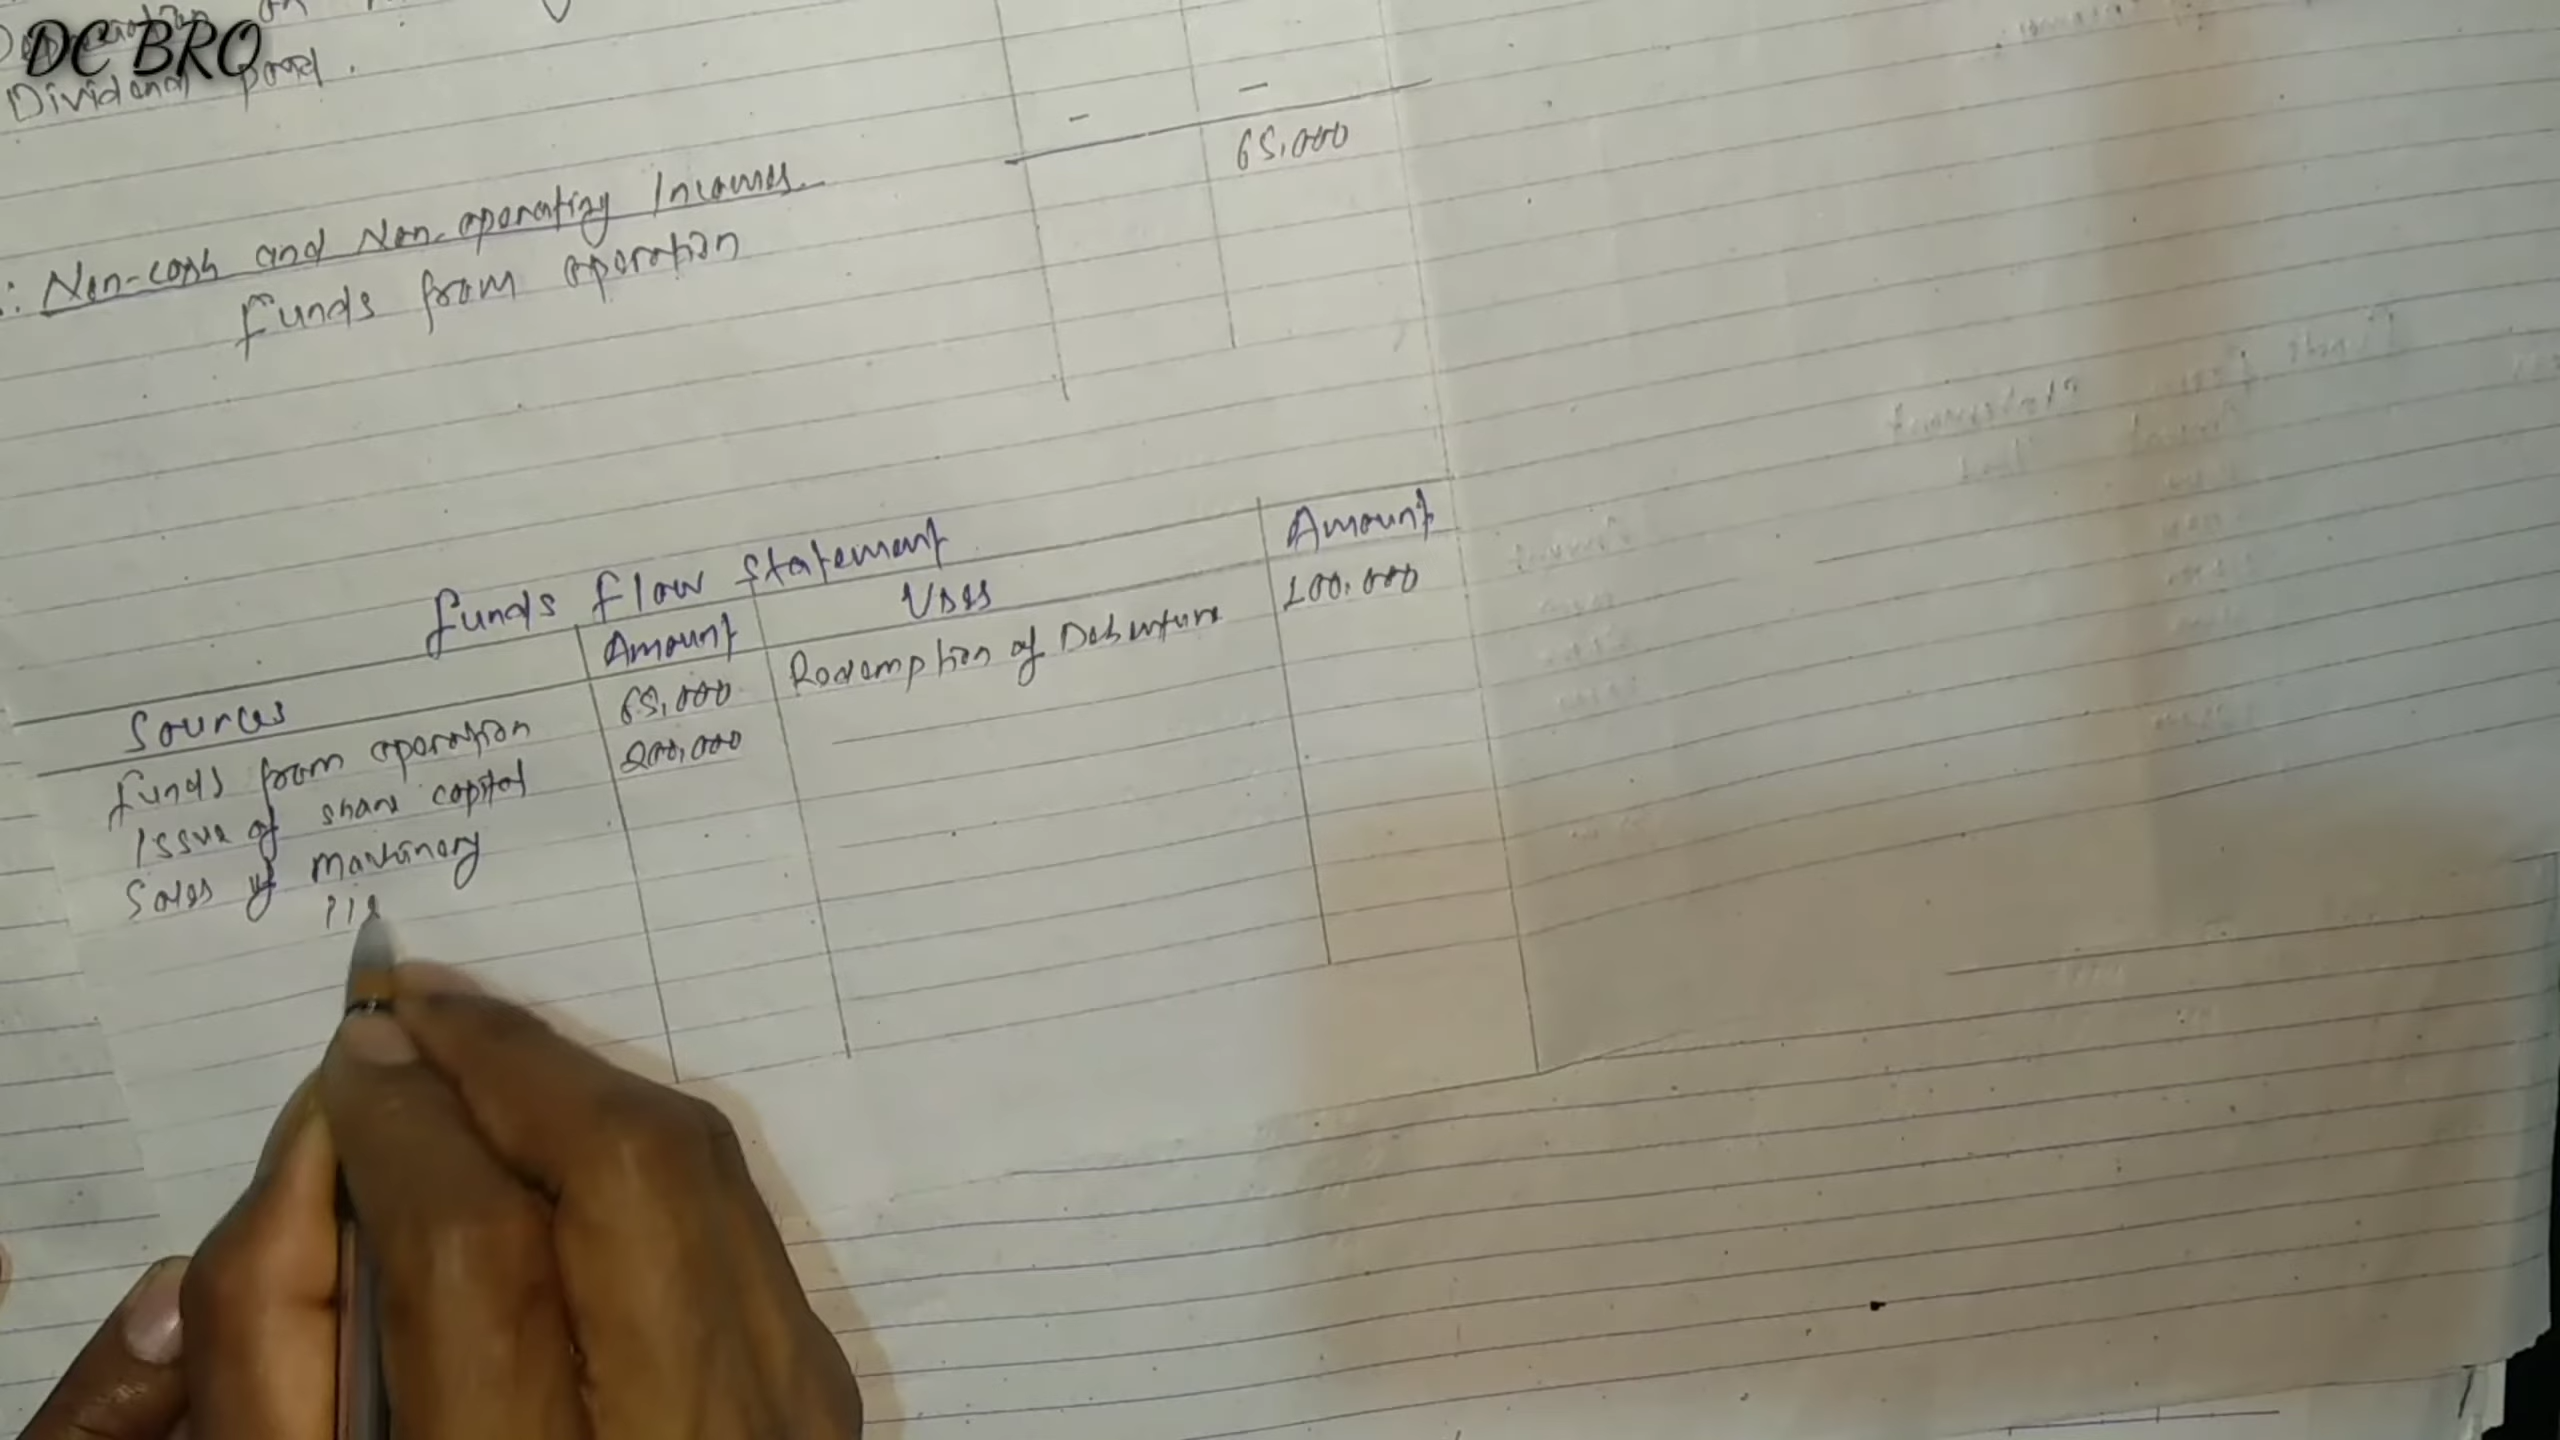 DC BRO
Dividend paid.
- -
65,000
: Non-cash and Non-operating Incomes.
Funds from operation
Funds Flow Statement
Sources Amount Uses Amount
Funds from operation 65,000 Redemption of Debenture 100,000
Issue of share capital 200,000
Sales of Machinery